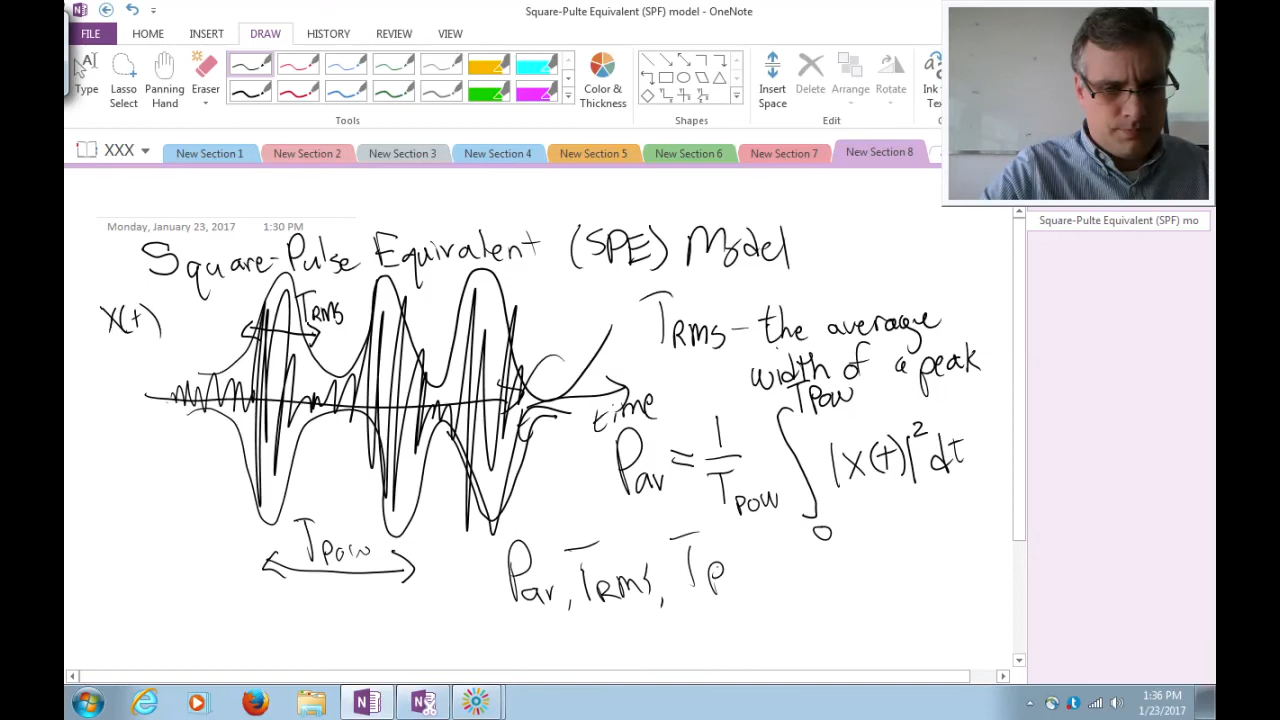 Square-Pulte Equivalent (SPF) model - OneNote
FILE HOME INSERT DRAW HISTORY REVIEW VIEW
Type
Lasso Select
Panning Hand
Eraser
Color & Thickness
Insert Space
Delete
Arrange
Rotate
Ink to
Tools
Shapes
Edit
XXX
New Section 1
New Section 2
New Section 3
New Section 4
New Section 5
New Section 6
New Section 7
New Section 8
Square-Pulte Equivalent (SPF) mo
Monday, January 23, 2017 1:30 PM
Square-Pulse Equivalent (SPE) Model
X(t)
TRMS
TRMS - the average
width of a peak
time
t
Pav = 1/TPOW ∫0^TPOW |X(t)|² dt
TPOW
Pav, TRMS, TP
1:36 PM
1/23/2017